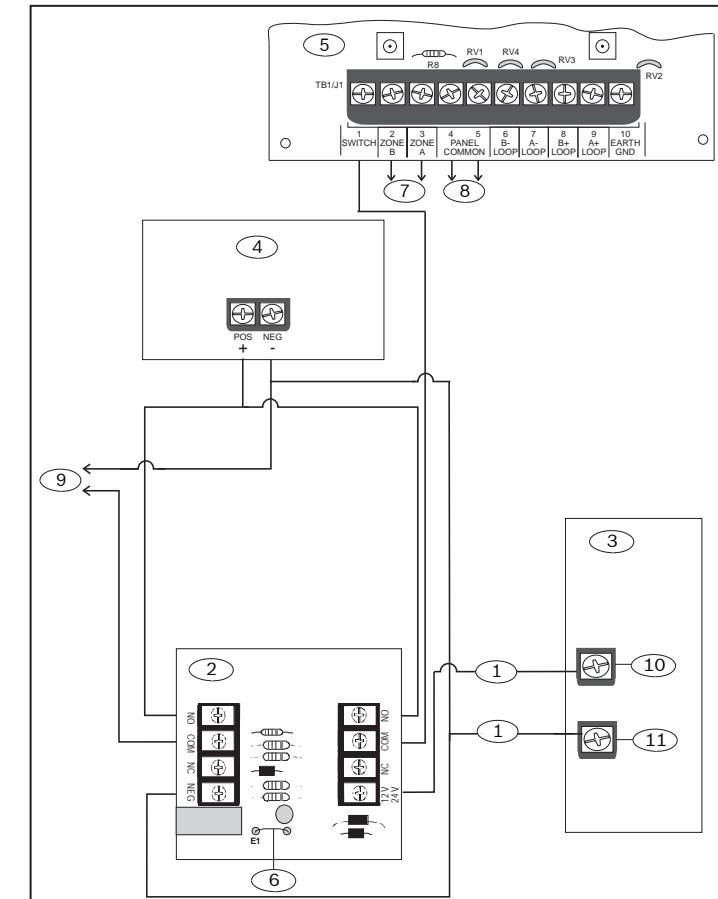 5
R8
RV1
RV4
RV3
RV2
TB1/J1
1 2 3 4 5 6 7 8 9 10
SWITCH ZONE B ZONE A PANEL COMMON B- LOOP A- LOOP B+ LOOP A+ LOOP EARTH GND
7
8
4
POS NEG
+ -
9
3
2
1
10
1
11
NO
COM
NC
NEG
NO
COM
NC
12V
24V
E1
6